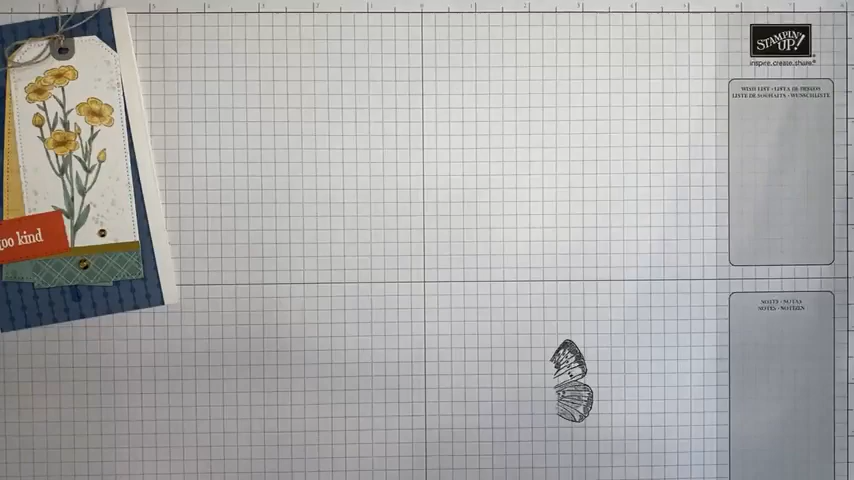 STAMPIN' UP!
inspire.create.share.
WISH LIST • LISTA DE DESEOS
LISTE DE SOUHAITS • WUNSCHLISTE
too kind
NOTES • NOTAS
NOTES • NOTIZEN